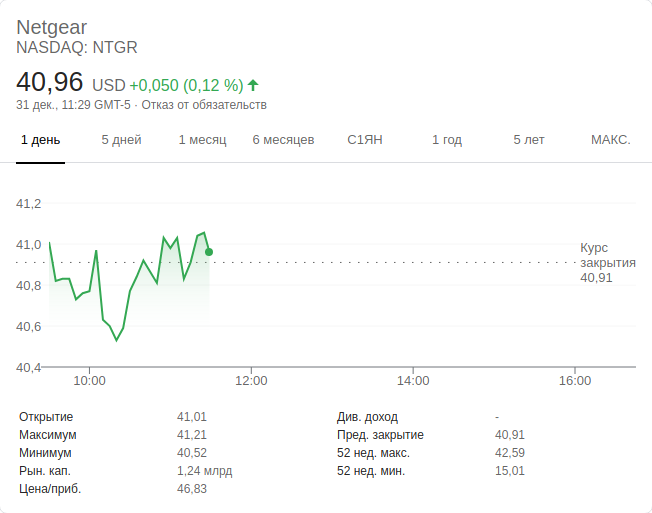 Netgear
NASDAQ: NTGR
40,96 USD +0,050 (0,12 %)
31 дек., 11:29 GMT-5 · Отказ от обязательств
1 день 5 дней 1 месяц 6 месяцев С1ЯН 1 год 5 лет МАКС.
41,2
41,0
40,8
40,6
40,4
Курс
закрытия
40,91
10:00 12:00 14:00 16:00
Открытие 41,01
Максимум 41,21
Минимум 40,52
Рын. кап. 1,24 млрд
Цена/приб. 46,83
Див. доход -
Пред. закрытие 40,91
52 нед. макс. 42,59
52 нед. мин. 15,01